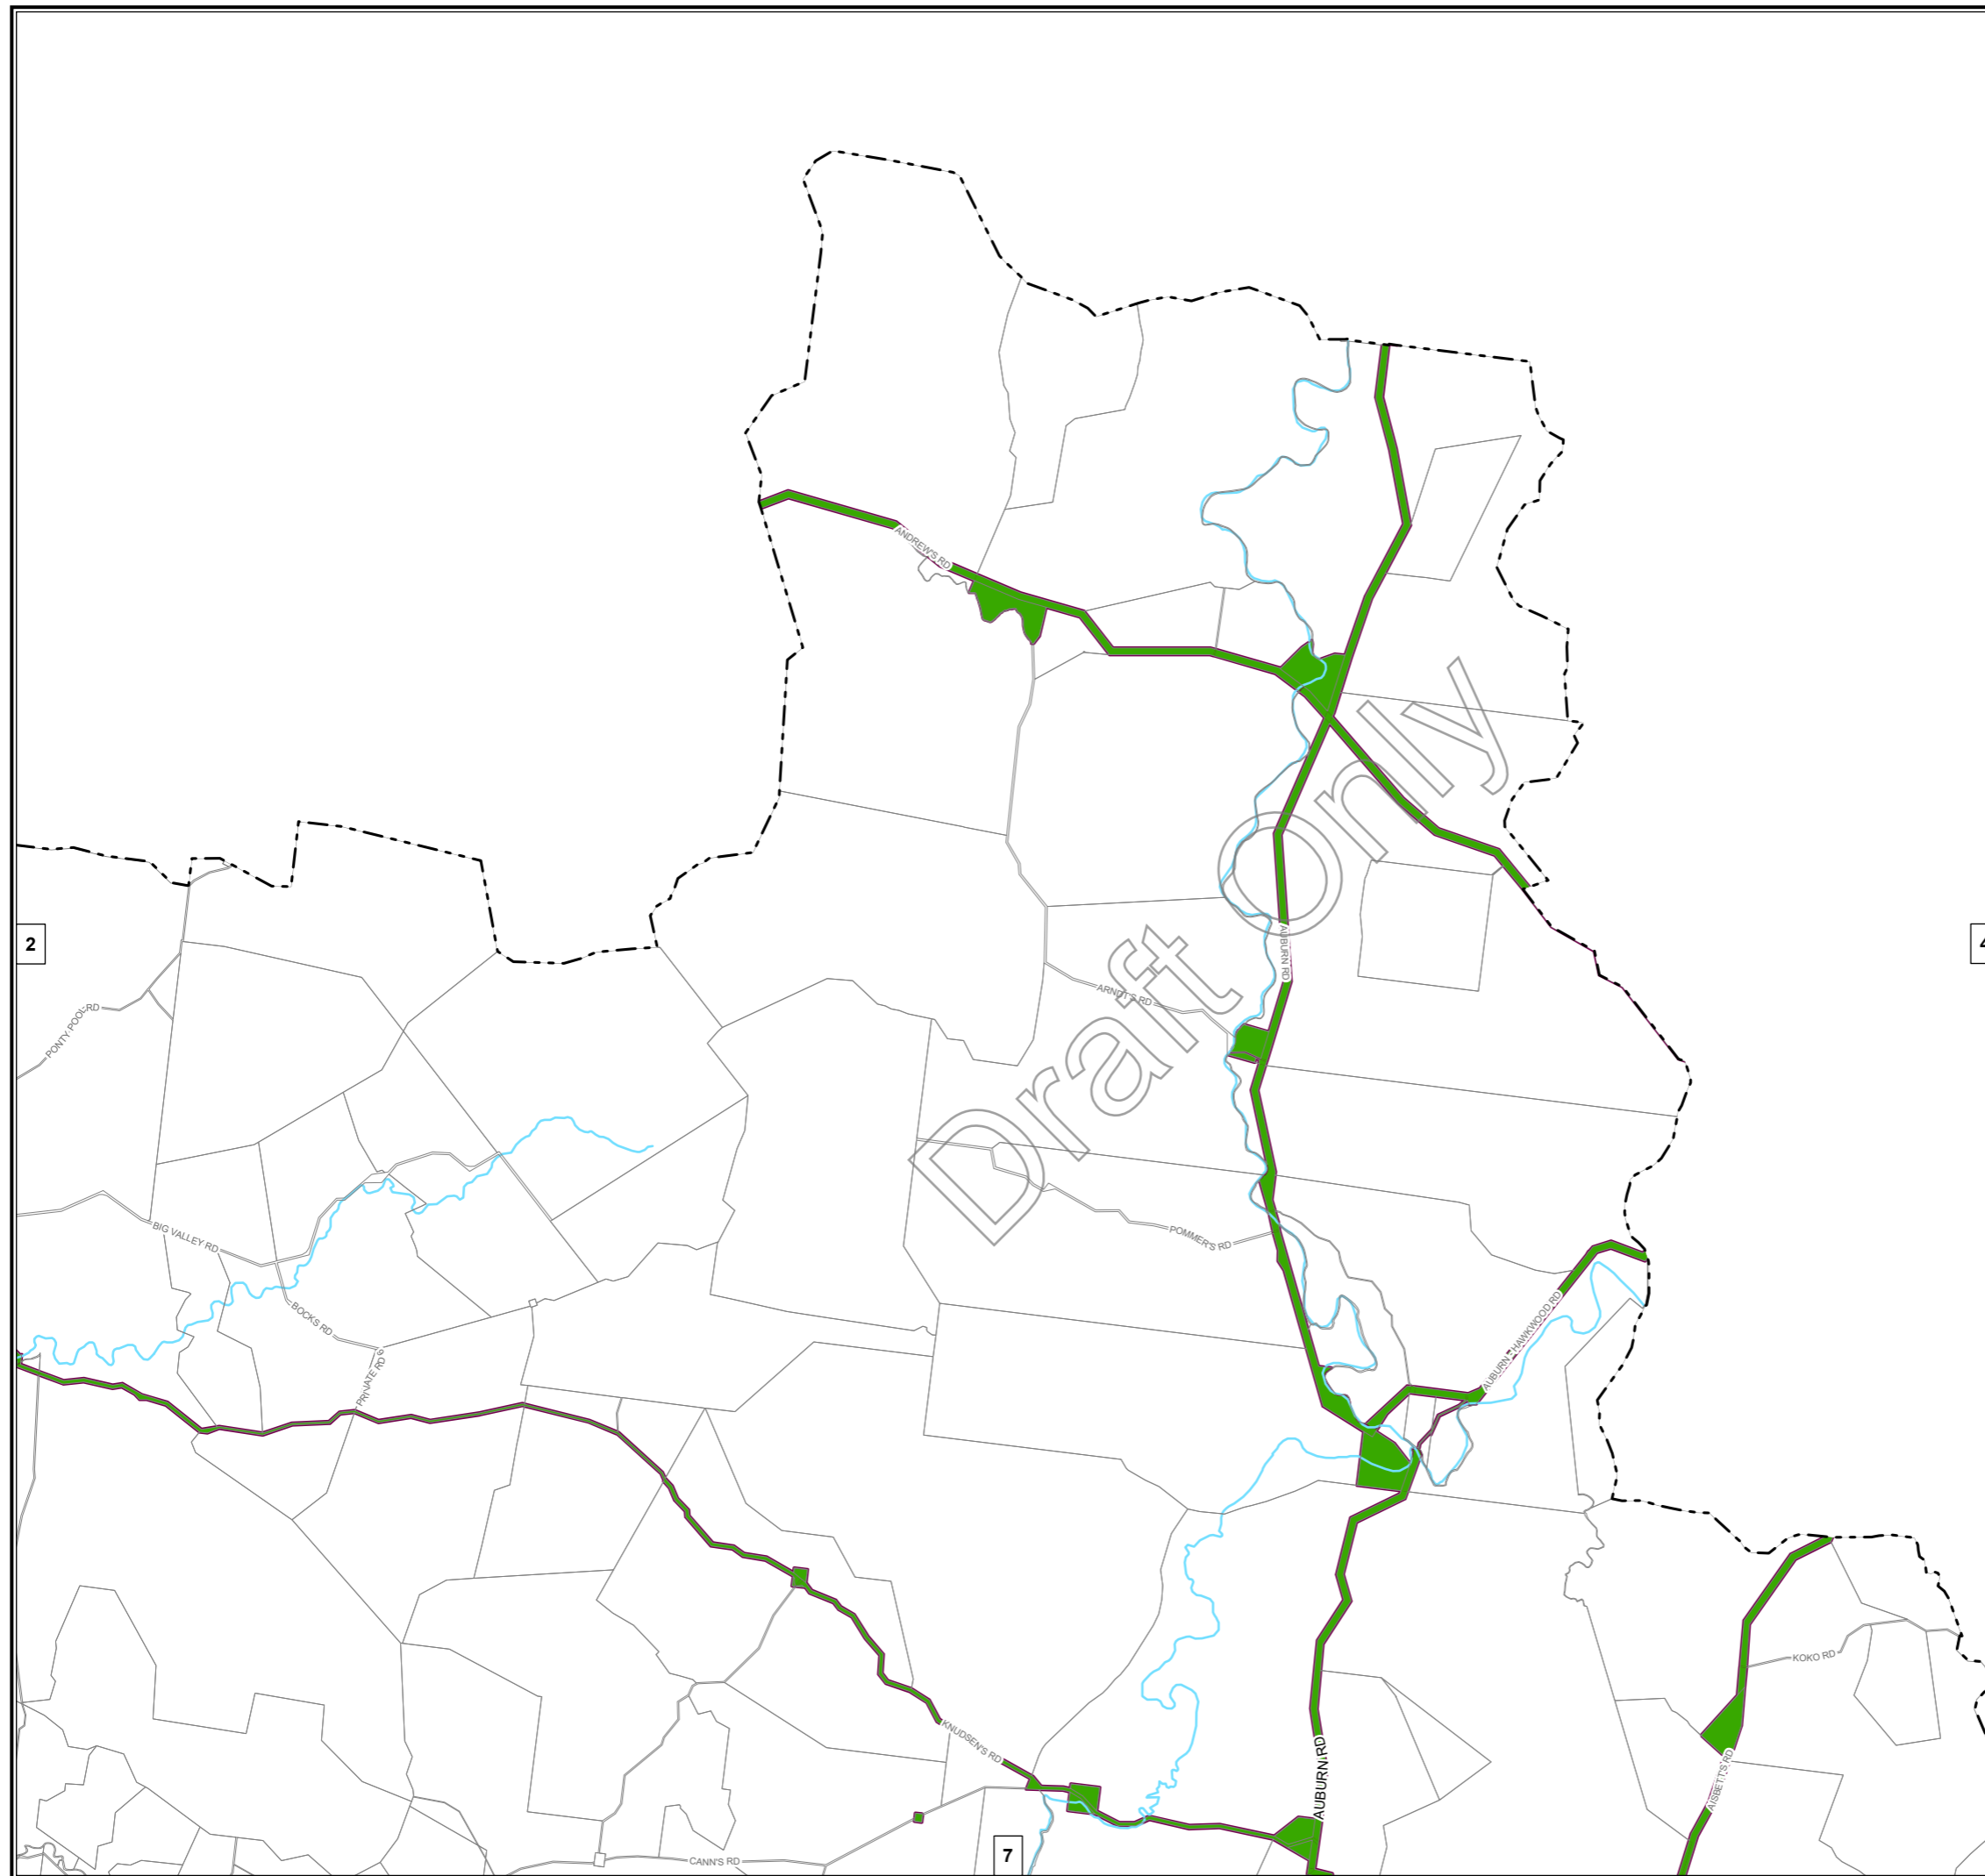 ANDREW'S RD
Draft Only
AUBURN RD
2
4
ARNDT'S RD
PONTY POOL RD
POMMER'S RD
BIG VALLEY RD
BOCKS RD
PRIVATE RD 9
AUBURN - HAWKWOOD RD
KOKO RD
KNUDSEN'S RD
AUBURN RD
AISBETT'S RD
7
CANN'S RD